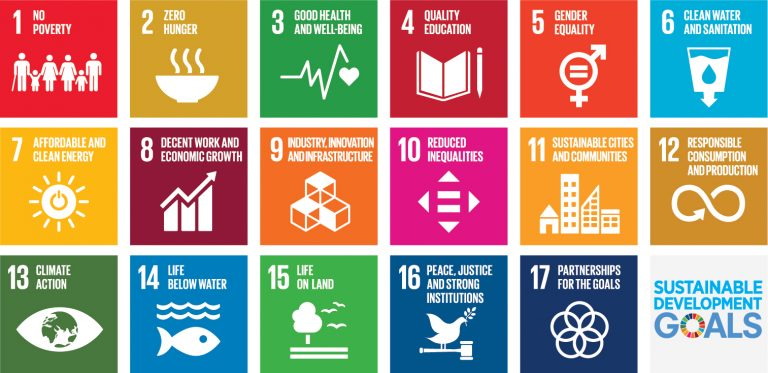 1 NO
POVERTY
2 ZERO
HUNGER
3 GOOD HEALTH
AND WELL-BEING
4 QUALITY
EDUCATION
5 GENDER
EQUALITY
6 CLEAN WATER
AND SANITATION
7 AFFORDABLE AND
CLEAN ENERGY
8 DECENT WORK AND
ECONOMIC GROWTH
9 INDUSTRY, INNOVATION
AND INFRASTRUCTURE
10 REDUCED
INEQUALITIES
11 SUSTAINABLE CITIES
AND COMMUNITIES
12 RESPONSIBLE
CONSUMPTION
AND PRODUCTION
13 CLIMATE
ACTION
14 LIFE
BELOW WATER
15 LIFE
ON LAND
16 PEACE, JUSTICE
AND STRONG
INSTITUTIONS
17 PARTNERSHIPS
FOR THE GOALS
SUSTAINABLE
DEVELOPMENT
GOALS